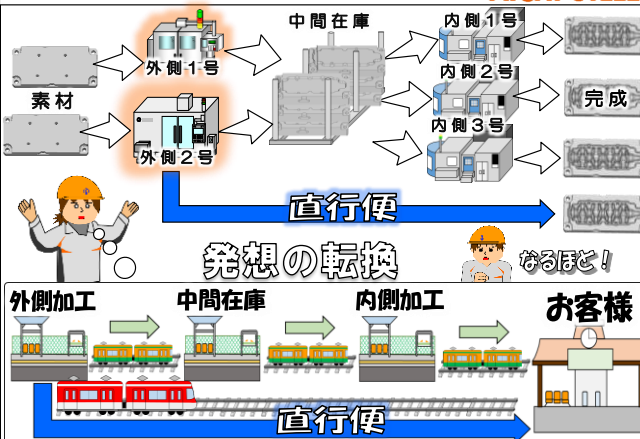 中間在庫
内側1号
外側1号
内側2号
素材
完成
内側3号
外側2号
直行便
発想の転換
なるほど!
外側加工
中間在庫
内側加工
お客様
直行便